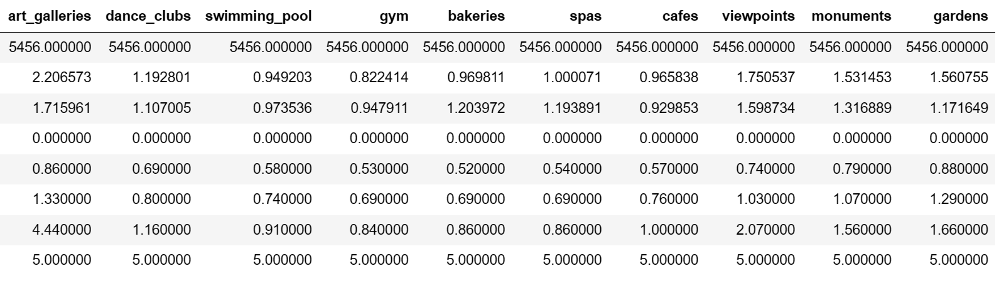 art_galleries dance_clubs swimming_pool gym bakeries spas cafes viewpoints monuments gardens
5456.000000 5456.000000 5456.000000 5456.000000 5456.000000 5456.000000 5456.000000 5456.000000 5456.000000 5456.000000
2.206573 1.192801 0.949203 0.822414 0.969811 1.000071 0.965838 1.750537 1.531453 1.560755
1.715961 1.107005 0.973536 0.947911 1.203972 1.193891 0.929853 1.598734 1.316889 1.171649
0.000000 0.000000 0.000000 0.000000 0.000000 0.000000 0.000000 0.000000 0.000000 0.000000
0.860000 0.690000 0.580000 0.530000 0.520000 0.540000 0.570000 0.740000 0.790000 0.880000
1.330000 0.800000 0.740000 0.690000 0.690000 0.690000 0.760000 1.030000 1.070000 1.290000
4.440000 1.160000 0.910000 0.840000 0.860000 0.860000 1.000000 2.070000 1.560000 1.660000
5.000000 5.000000 5.000000 5.000000 5.000000 5.000000 5.000000 5.000000 5.000000 5.000000